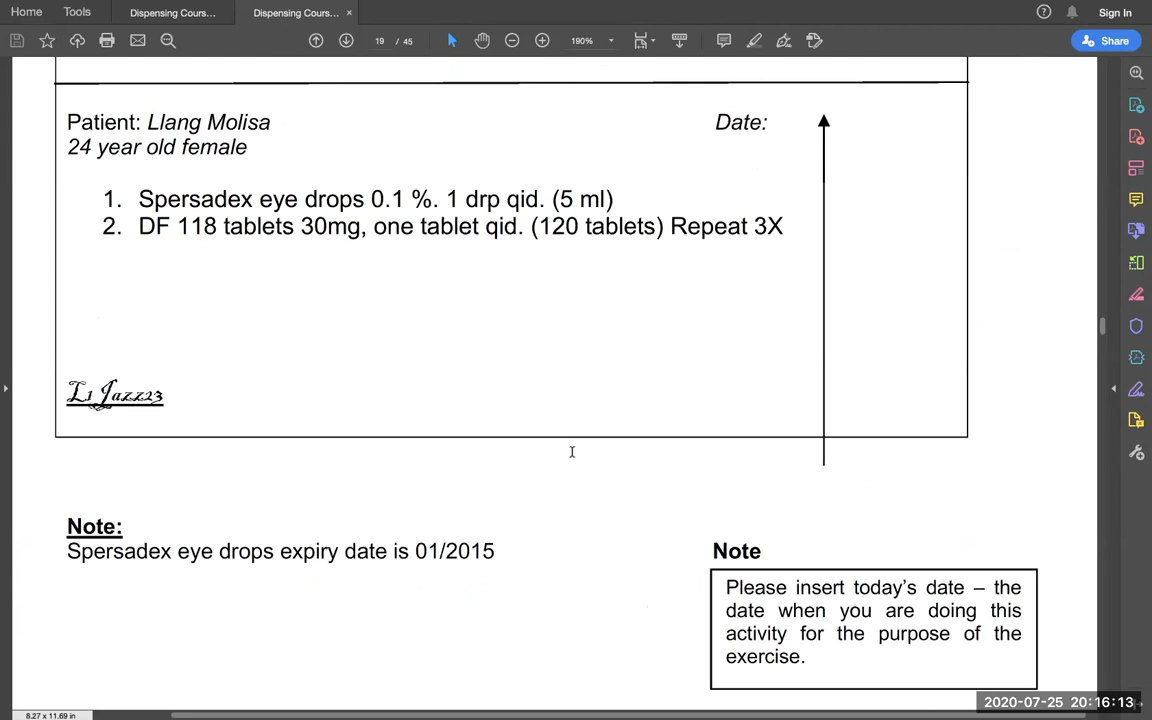 Home Tools Dispensing Cours... Dispensing Cours... × Sign In
19 / 45 190% Share
Patient: Llang Molisa Date:
24 year old female
1. Spersadex eye drops 0.1 %. 1 drp qid. (5 ml)
2. DF 118 tablets 30mg, one tablet qid. (120 tablets) Repeat 3X
Note:
Spersadex eye drops expiry date is 01/2015
Note
Please insert today's date – the
date when you are doing this
activity for the purpose of the
exercise.
2020-07-25 20:16:13
8.27 x 11.69 in